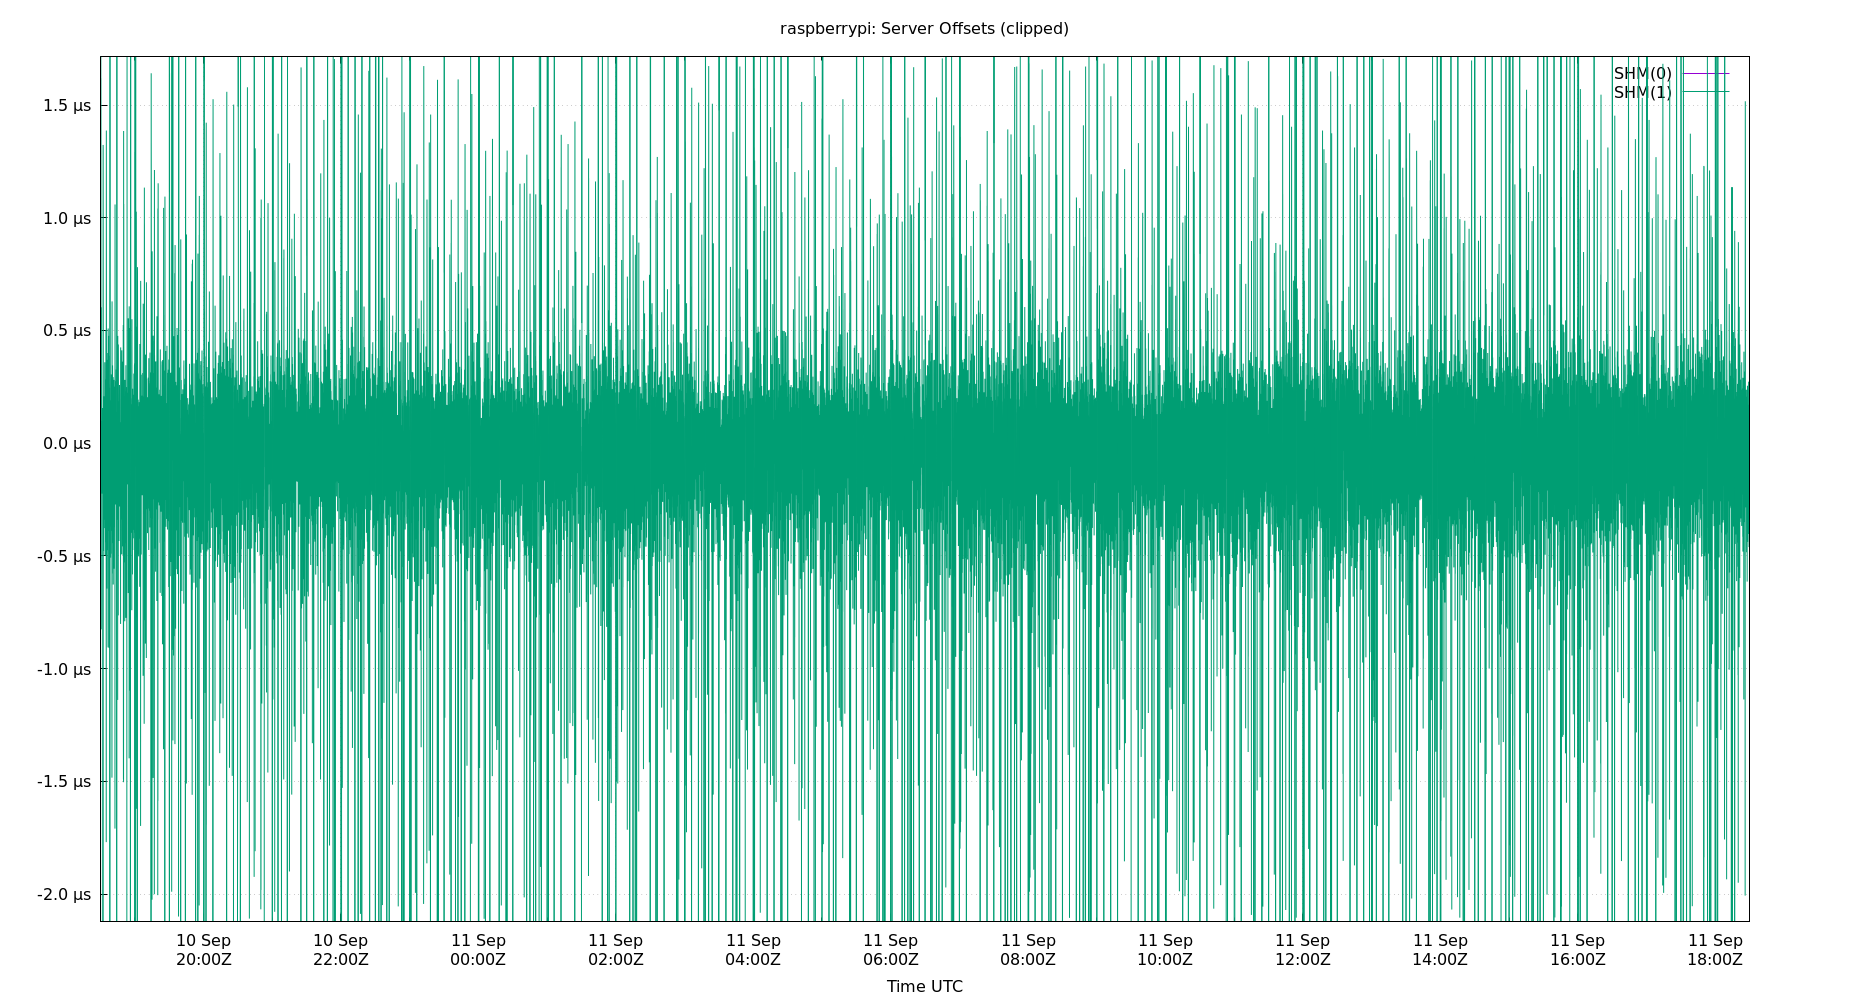 raspberrypi: Server Offsets (clipped)
SHM(0)
SHM(1)
1.5 µs
1.0 µs
0.5 µs
0.0 µs
-0.5 µs
-1.0 µs
-1.5 µs
-2.0 µs
10 Sep 10 Sep 11 Sep 11 Sep 11 Sep 11 Sep 11 Sep 11 Sep 11 Sep 11 Sep 11 Sep 11 Sep
20:00Z 22:00Z 00:00Z 02:00Z 04:00Z 06:00Z 08:00Z 10:00Z 12:00Z 14:00Z 16:00Z 18:00Z
Time UTC